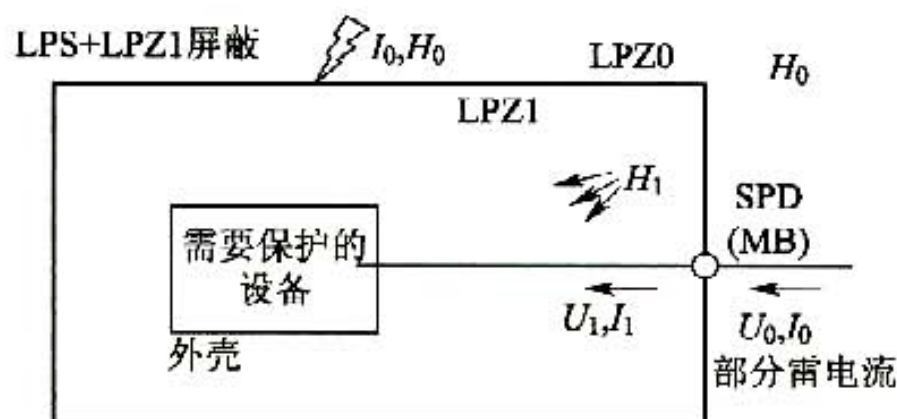 LPS+LPZ1屏蔽
I₀,H₀
LPZ0
H₀
LPZ1
H₁
SPD
(MB)
需要保护的
设备
U₁,I₁
U₀,I₀
外壳
部分雷电流